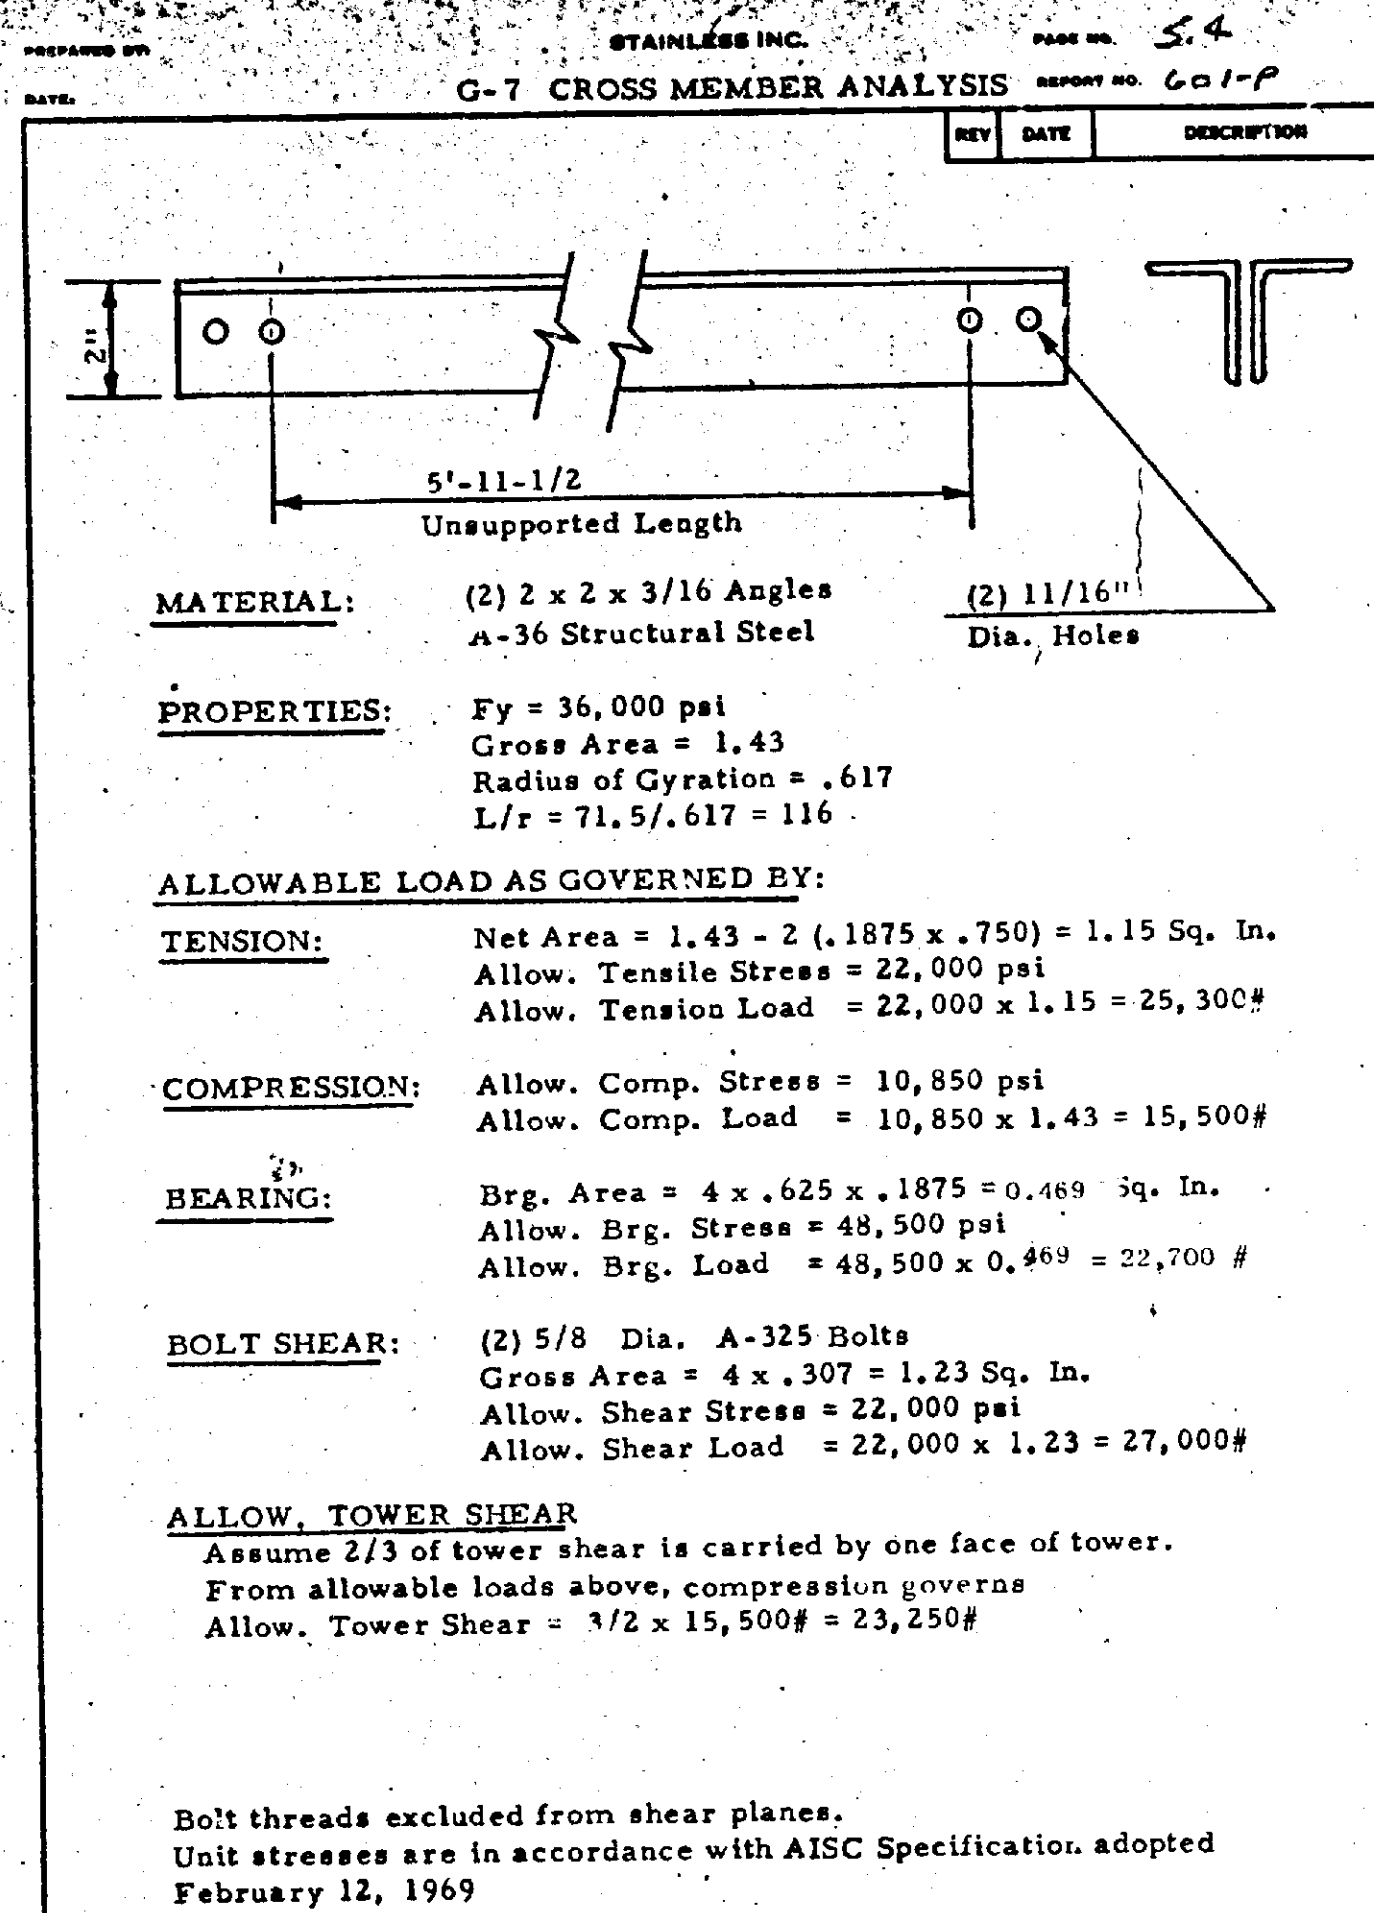 PREPARED BY:
STAINLESS INC.
PAGE NO. 5.4
DATE.
G-7 CROSS MEMBER ANALYSIS
REPORT NO. 601-P
REV DATE DESCRIPTION
2"
5'-11-1/2
Unsupported Length
MATERIAL: (2) 2 x 2 x 3/16 Angles
A-36 Structural Steel
(2) 11/16"
Dia. Holes
PROPERTIES: Fy = 36,000 psi
Gross Area = 1.43
Radius of Gyration = .617
L/r = 71.5/.617 = 116
ALLOWABLE LOAD AS GOVERNED BY:
TENSION: Net Area = 1.43 - 2 (.1875 x .750) = 1.15 Sq. In.
Allow. Tensile Stress = 22,000 psi
Allow. Tension Load = 22,000 x 1.15 = 25,300#
COMPRESSION: Allow. Comp. Stress = 10,850 psi
Allow. Comp. Load = 10,850 x 1.43 = 15,500#
BEARING: Brg. Area = 4 x .625 x .1875 = 0.469 Sq. In.
Allow. Brg. Stress = 48,500 psi
Allow. Brg. Load = 48,500 x 0.469 = 22,700 #
BOLT SHEAR: (2) 5/8 Dia. A-325 Bolts
Gross Area = 4 x .307 = 1.23 Sq. In.
Allow. Shear Stress = 22,000 psi
Allow. Shear Load = 22,000 x 1.23 = 27,000#
ALLOW. TOWER SHEAR
Assume 2/3 of tower shear is carried by one face of tower.
From allowable loads above, compression governs
Allow. Tower Shear = 3/2 x 15,500# = 23,250#
Bolt threads excluded from shear planes.
Unit stresses are in accordance with AISC Specification adopted
February 12, 1969